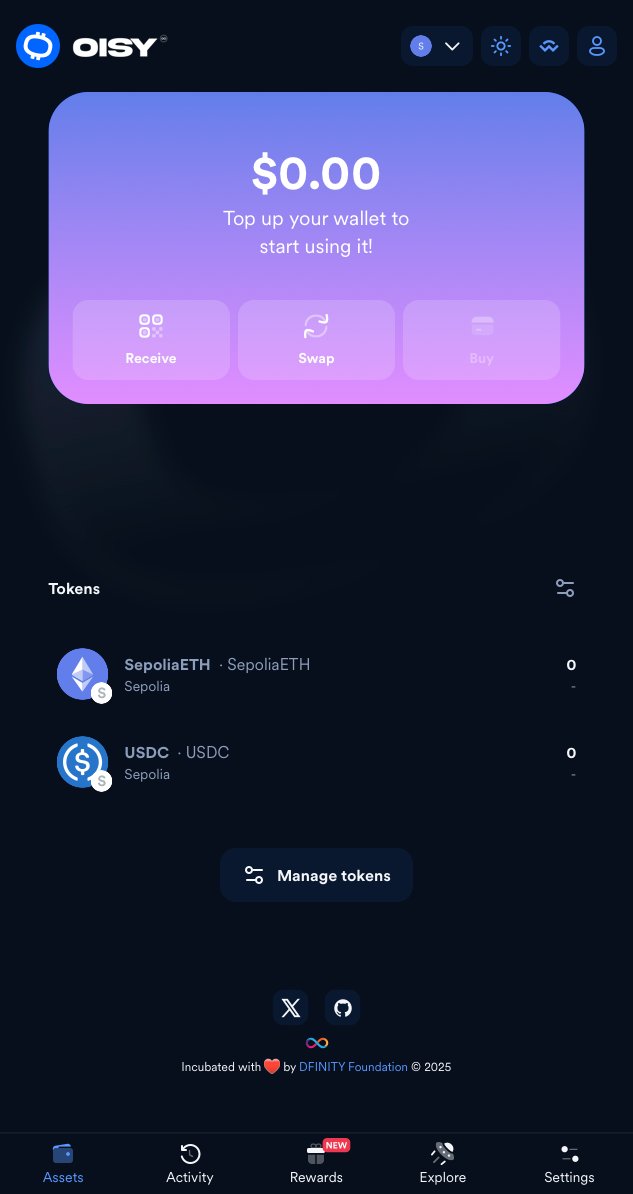 OISY
S
$0.00
Top up your wallet to
start using it!
Receive
Swap
Buy
Tokens
SepoliaETH · SepoliaETH
0
Sepolia
-
S
USDC · USDC
0
Sepolia
-
S
Manage tokens
Incubated with ❤️ by DFINITY Foundation © 2025
NEW
Assets
Activity
Rewards
Explore
Settings